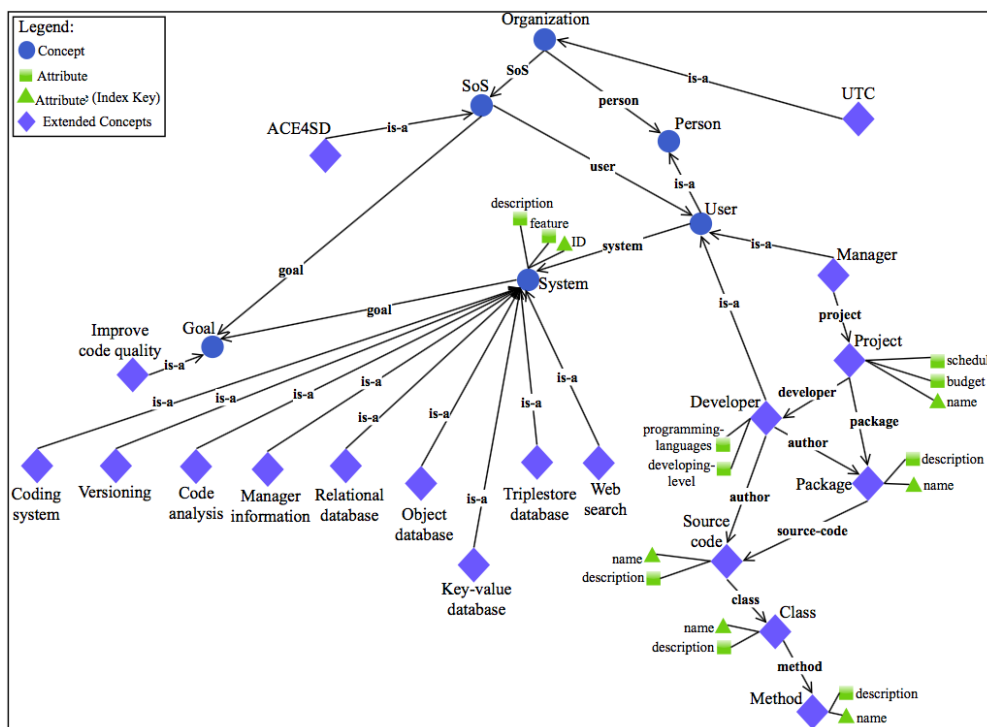 Legend:
Concept
Attribute
Attribute (Index Key)
Extended Concepts
Organization
SoS
SoS
is-a
UTC
person
ACE4SD
is-a
Person
user
is-a
description
feature
ID
User
system
is-a
Manager
goal
System
goal
is-a
project
Improve
code quality
Goal
is-a
Project
schedul
budget
name
developer
Developer
package
programming-
languages
developing-
level
author
author
description
Package
name
is-a
is-a
is-a
is-a
is-a
is-a
is-a
is-a
is-a
Coding
system
Versioning
Code
analysis
Manager
information
Relational
database
Object
database
Key-value
database
Triplestore
database
Web
search
source-code
Source
code
name
description
class
Class
name
description
method
Method
description
name